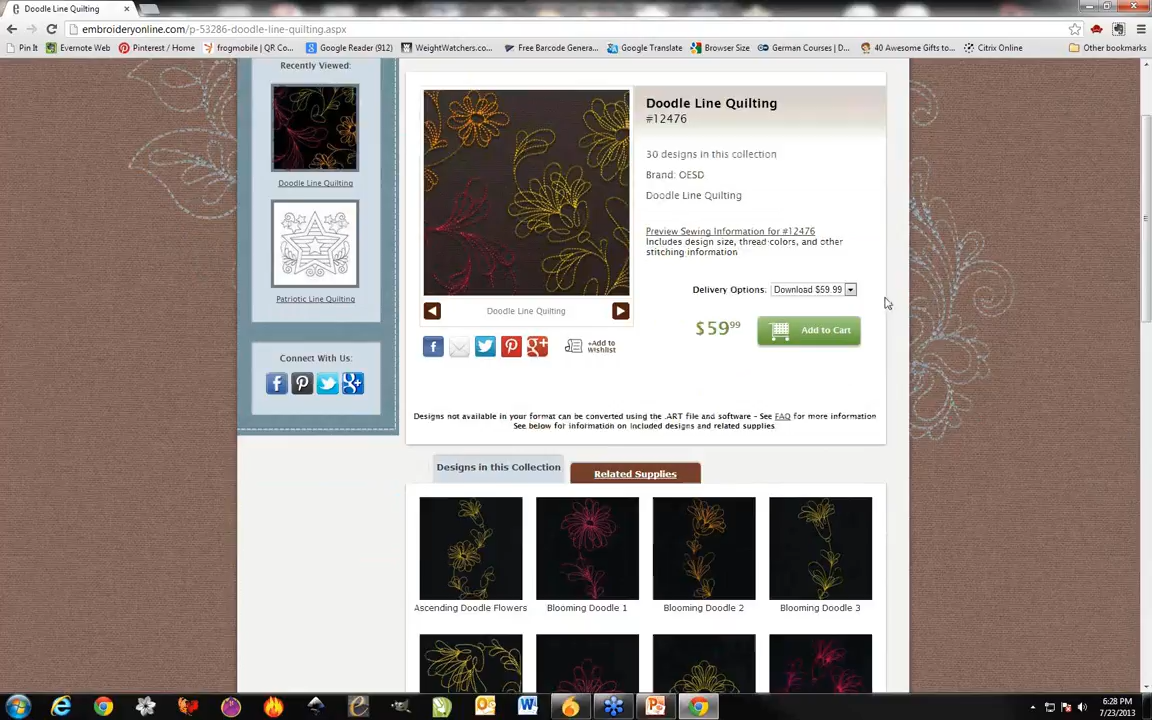 Doodle Line Quilting
embroideryonline.com/p-53286-doodle-line-quilting.aspx
Pin It
Evernote Web
Pinterest / Home
frogmobile | QR Co...
Google Reader (912)
WeightWatchers.co...
Free Barcode Genera...
Google Translate
Browser Size
German Courses | D...
40 Awesome Gifts to...
Citrix Online
Other bookmarks
Recently Viewed:
Doodle Line Quilting
Patriotic Line Quilting
Connect With Us:
Doodle Line Quilting
+Add to
Wishlist
Doodle Line Quilting
#12476
30 designs in this collection
Brand: OESD
Doodle Line Quilting
Preview Sewing Information for #12476
Includes design size, thread colors, and other
stitching information
Delivery Options: Download $59.99
$59.99
Add to Cart
Designs not available in your format can be converted using the .ART file and software - See FAQ for more information
See below for information on included designs and related supplies
Designs in this Collection
Related Supplies
Ascending Doodle Flowers
Blooming Doodle 1
Blooming Doodle 2
Blooming Doodle 3
6:28 PM
7/23/2013